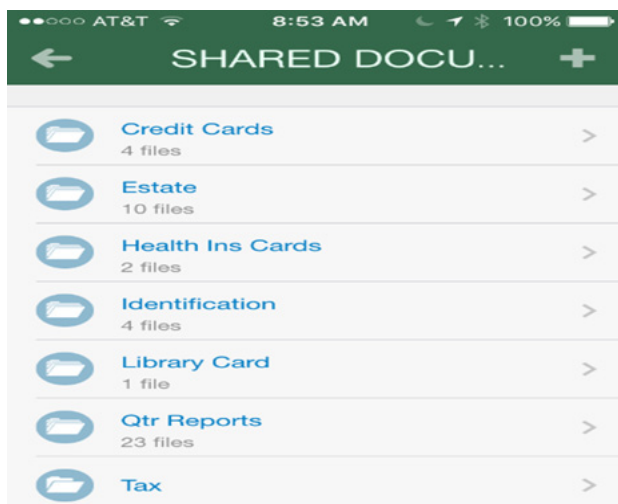 AT&T 8:53 AM 100%
SHARED DOCU...
Credit Cards
4 files
Estate
10 files
Health Ins Cards
2 files
Identification
4 files
Library Card
1 file
Qtr Reports
23 files
Tax